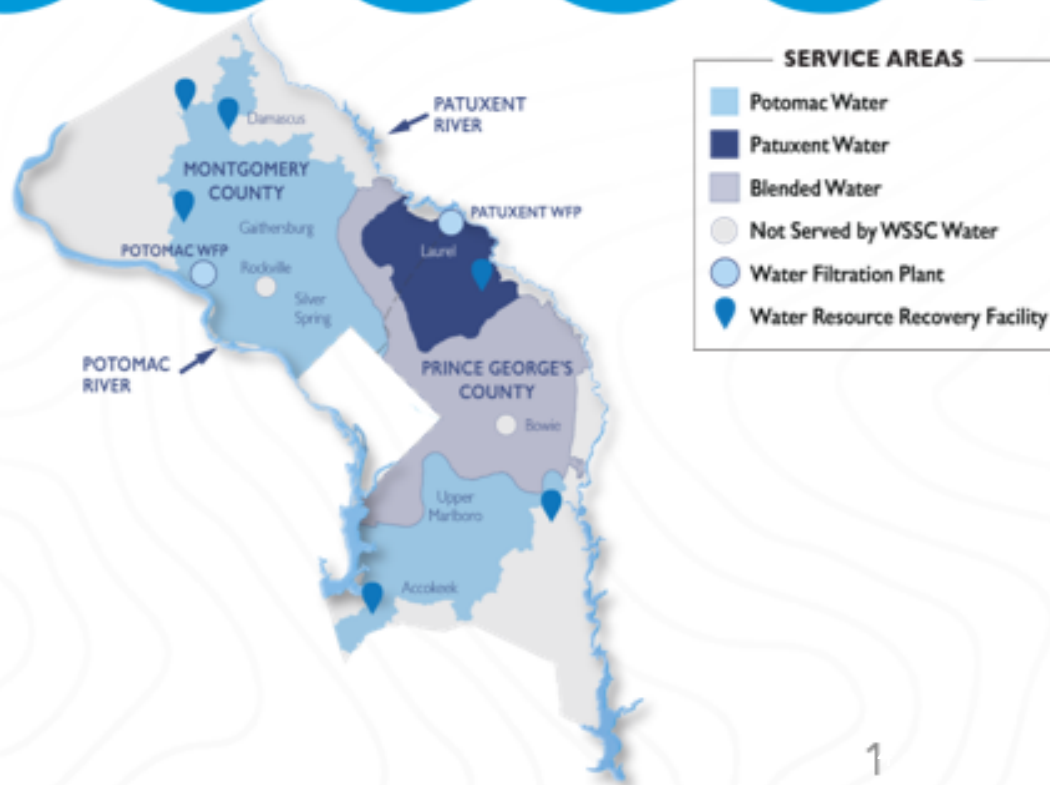 SERVICE AREAS
Potomac Water
Patuxent Water
Blended Water
Not Served by WSSC Water
Water Filtration Plant
Water Resource Recovery Facility
PATUXENT
RIVER
Damascus
MONTGOMERY
COUNTY
PATUXENT WFP
Gaithersburg
POTOMAC WFP
Laurel
Rockville
Silver
Spring
POTOMAC
RIVER
PRINCE GEORGE'S
COUNTY
Bowie
Upper
Marlboro
Accokeek
1